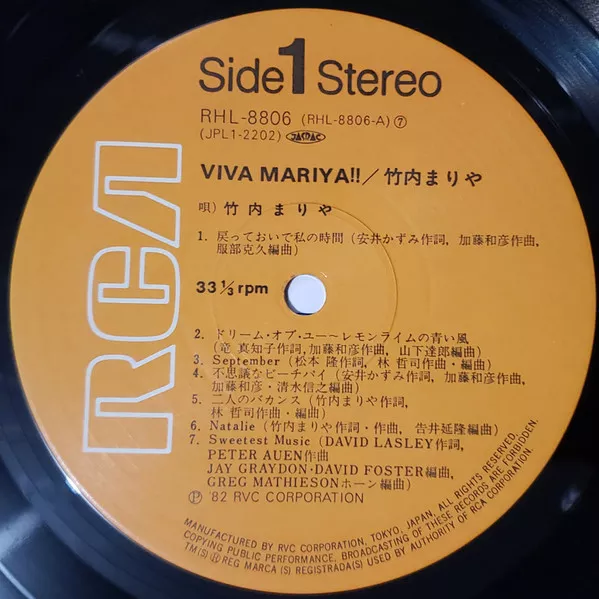 Side 1 Stereo
RHL-8806 (RHL-8806-A) ⑦
(JPL1-2202) JASRAC
VIVA MARIYA!!／竹内まりや
唄）竹内まりや
1. 戻っておいで私の時間（安井かずみ作詞, 加藤和彦作曲,
服部克久編曲）
33 1/3 rpm
2. ドリーム・オブ・ユー〜レモンライムの青い風
（竜 真知子作詞,加藤和彦作曲, 山下達郎編曲）
3. September（松本 隆作詞, 林 哲司作曲・編曲）
4. 不思議なピーチパイ（安井かずみ作詞, 加藤和彦作曲,
加藤和彦・清水信之編曲）
5. 二人のバカンス（竹内まりや作詞,
林 哲司作曲・編曲）
6. Natalie（竹内まりや作詞・作曲, 告井延隆編曲）
7. Sweetest Music（DAVID LASLEY作詞,
PETER AUEN作曲
JAY GRAYDON・DAVID FOSTER編曲,
GREG MATHIESONホーン編曲）
Ⓟ '82 RVC CORPORATION
MANUFACTURED BY RVC CORPORATION, TOKYO, JAPAN, ALL RIGHTS RESERVED.
COPYING PUBLIC PERFORMANCE, BROADCASTING OF THESE RECORDS ARE FORBIDDEN.
TM(S) Ⓡ REG MARCA(S) REGISTRADA(S) USED BY AUTHORITY OF RCA CORPORATION.
RCA